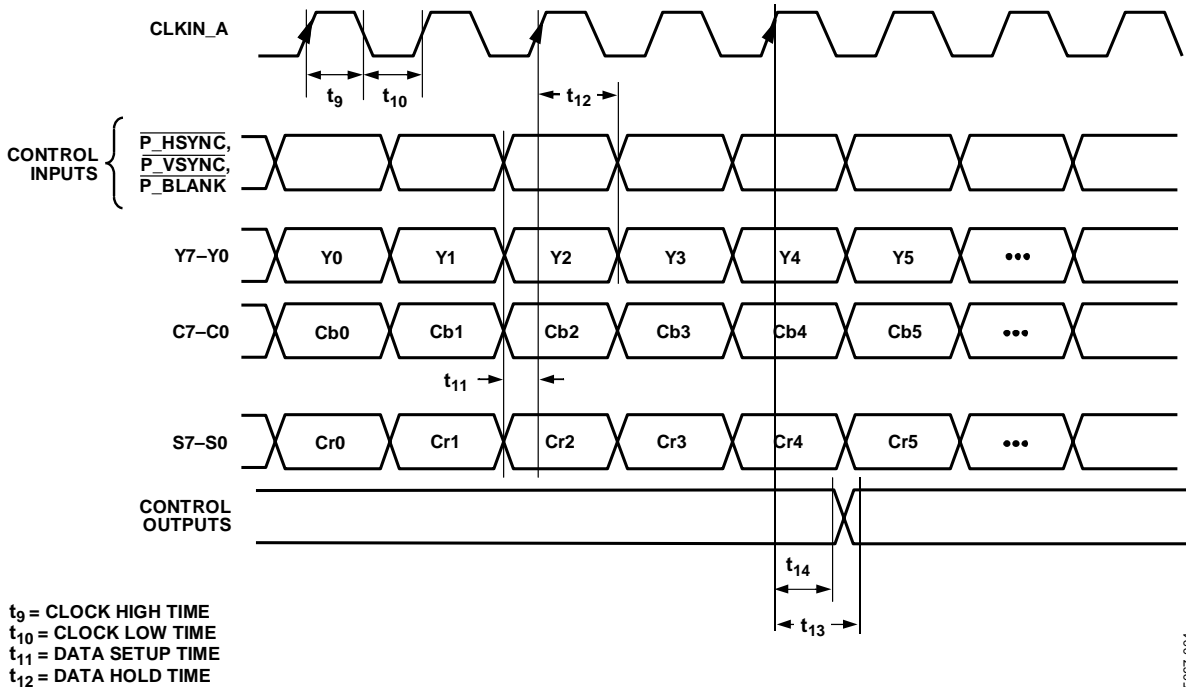 CLKIN_A
t9
t10
t12
CONTROL INPUTS
P_HSYNC,
P_VSYNC,
P_BLANK
Y7–Y0
Y0
Y1
Y2
Y3
Y4
Y5
•••
C7–C0
Cb0
Cb1
Cb2
Cb3
Cb4
Cb5
•••
t11
S7–S0
Cr0
Cr1
Cr2
Cr3
Cr4
Cr5
•••
CONTROL OUTPUTS
t14
t13
t9 = CLOCK HIGH TIME
t10 = CLOCK LOW TIME
t11 = DATA SETUP TIME
t12 = DATA HOLD TIME